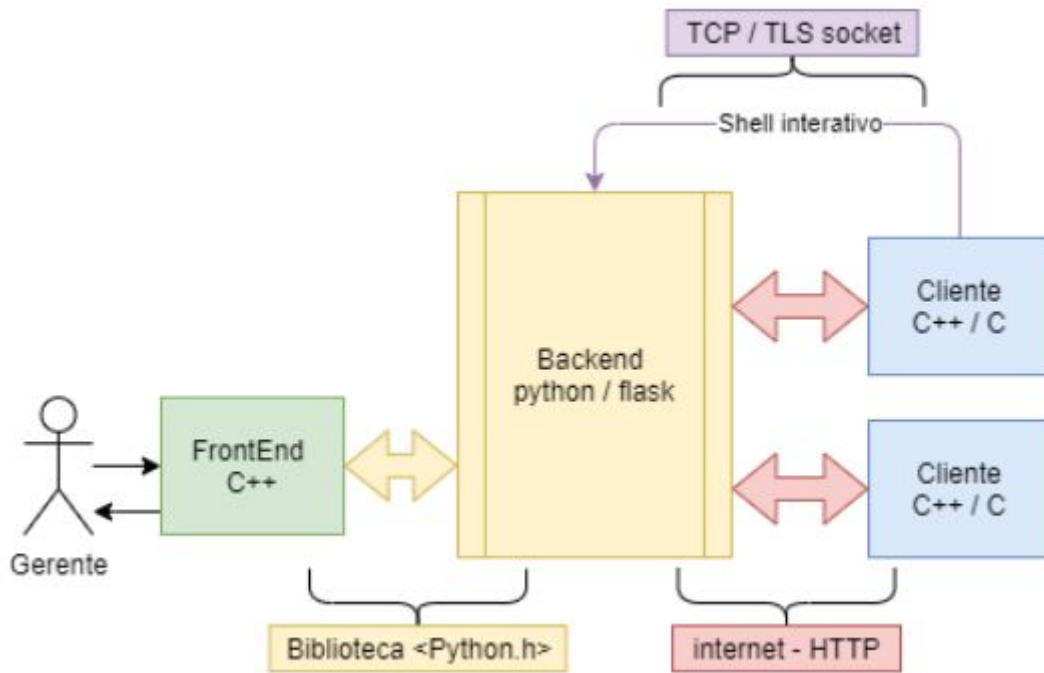 TCP / TLS socket
Shell interativo
Cliente
C++ / C
Backend
python / flask
FrontEnd
C++
Cliente
C++ / C
Gerente
Biblioteca <Python.h>
internet - HTTP